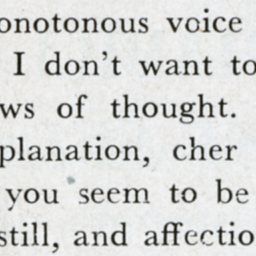 onotonous voice
I don't want to
ws of thought.
planation, cher
you seem to be
still, and affectio